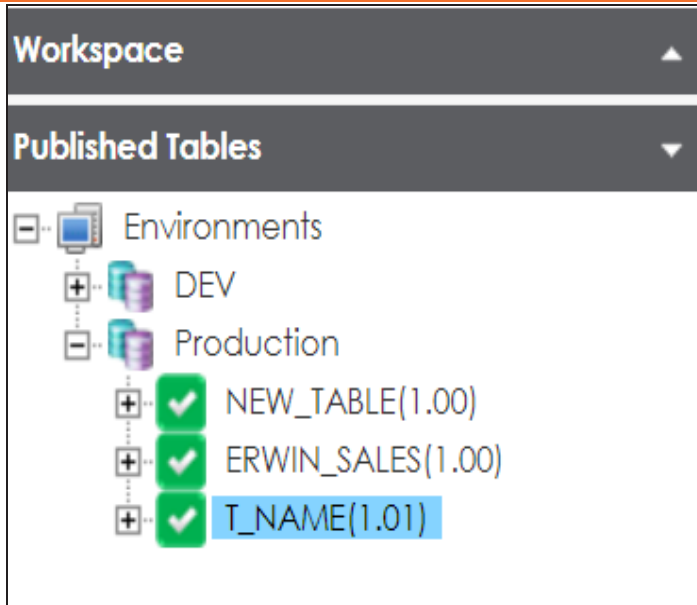 Workspace
Published Tables
Environments
DEV
Production
NEW_TABLE(1.00)
ERWIN_SALES(1.00)
T_NAME(1.01)